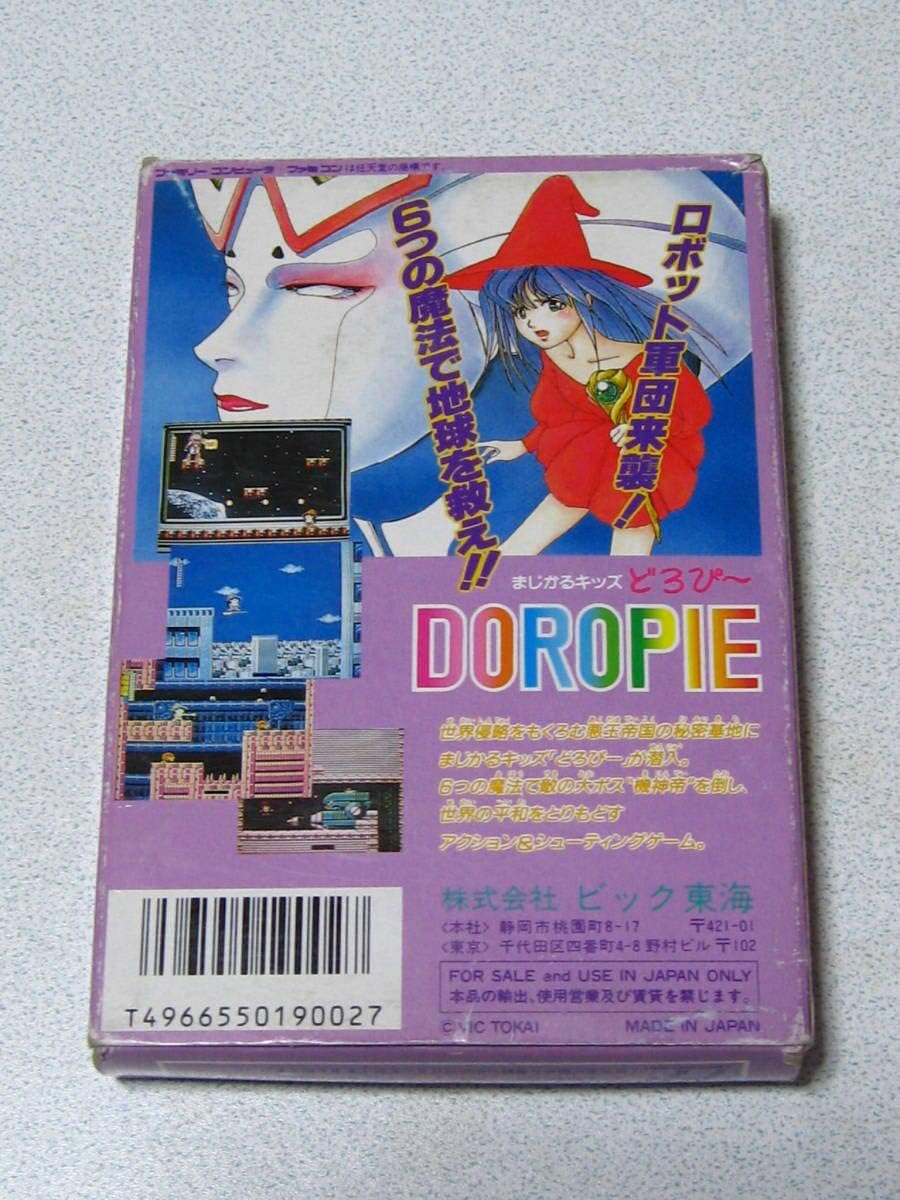 ファミリーコンピュータ・ファミコンは任天堂の商標です。
ロボット軍団来襲!
6つの魔法で地球を救え!!
まじかるキッズ どろぴ〜
DOROPIE
世界侵略をもくろむ悪玉帝国の秘密基地に
まじかるキッズ「どろぴー」が潜入。
6つの魔法で敵の大ボス"機神帝"を倒し、
世界の平和をとりもどす
アクション&シューティングゲーム。
株式会社 ビック東海
〈本社〉静岡市桃園町8-17 〒421-01
〈東京〉千代田区四番町4-8 野村ビル 〒102
FOR SALE and USE IN JAPAN ONLY
本品の輸出、使用営業及び賃貸を禁じます。
T4966550190027
© VIC TOKAI MADE IN JAPAN